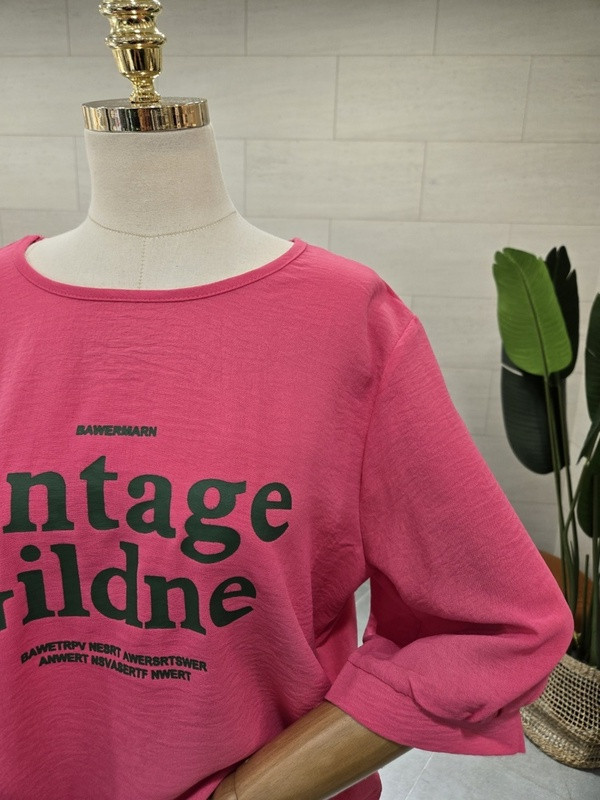 BAWERMARN
ntage
ildne
BAWETRPV NESRT AWERSRTSWER
ANWERT NSVASERTF NWERT